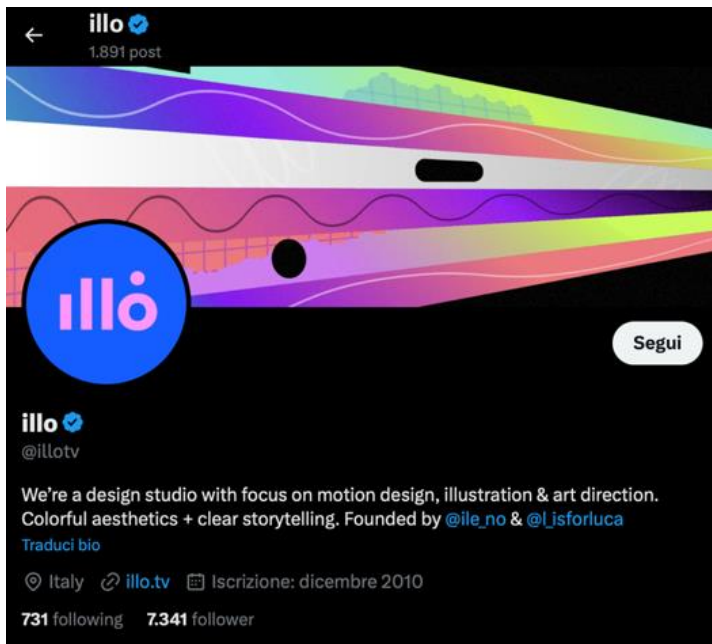 illo
1.891 post
illo
Segui
illo
@illotv
We’re a design studio with focus on motion design, illustration & art direction.
Colorful aesthetics + clear storytelling. Founded by @ile_no & @l_isforluca
Traduci bio
Italy illo.tv Iscrizione: dicembre 2010
731 following 7.341 follower